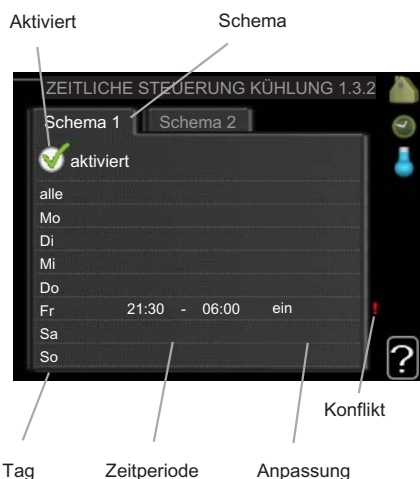 Aktiviert Schema
ZEITLICHE STEUERUNG KÜHLUNG 1.3.2
Schema 1 Schema 2
aktiviert
alle
Mo
Di
Mi
Do
Fr 21:30 - 06:00 ein !
Sa
So
?
Konflikt
Tag Zeitperiode Anpassung